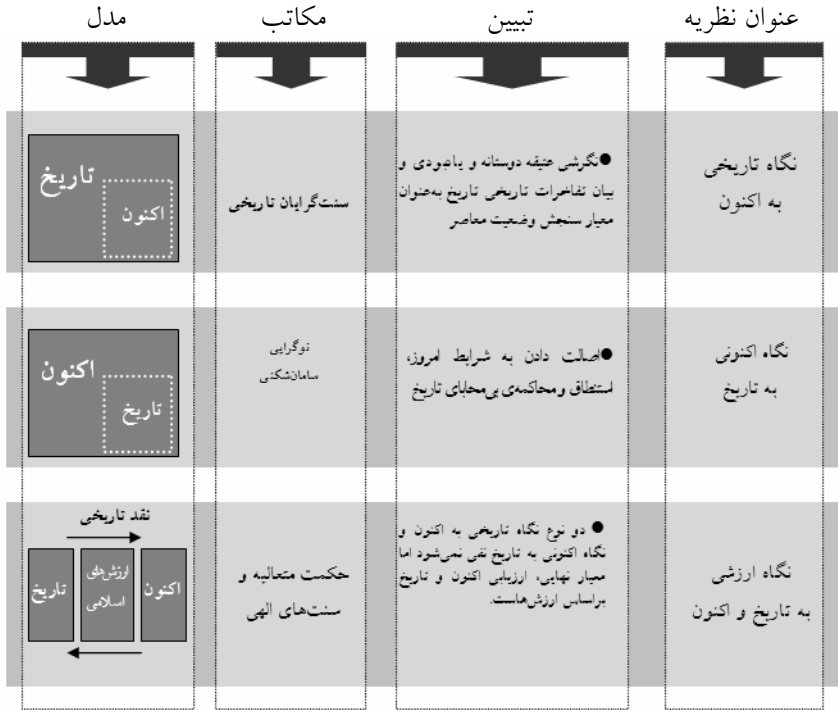 عنوان نظریه
تبیین
مکاتب
مدل
نگاه تاریخی
به اکنون
●نگرشی عتیقه دوستانه و یادبودی و
بیان تفاخرات تاریخی تاریخ به‌عنوان
معیار سنجش وضعیت معاصر
سنت‌گرایان تاریخی
تاریخ
اکنون
نگاه اکنونی
به تاریخ
●اصالت دادن به شرایط امروز،
استنطاق و محاکمه‌ی بی‌محابای تاریخ
نوگرایی
سامان‌شکنی
اکنون
تاریخ
نگاه ارزشی
به تاریخ و اکنون
● دو نوع نگاه تاریخی به اکنون و
نگاه اکنونی به تاریخ نفی نمی‌شود اما
معیار نهایی، ارزیابی اکنون و تاریخ
براساس ارزش‌هاست.
حکمت متعالیه و
سنت‌های الهی
نقد تاریخی
اکنون
ارزش‌های
اسلامی
تاریخ